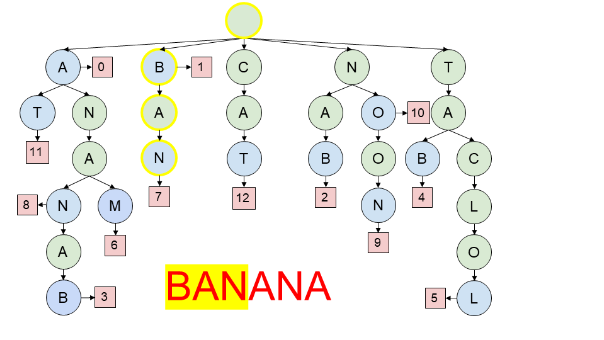 A 0 B 1 C N T
T N A A A O 10 A
11 A N T B O B C
8 N M 7 12 2 N 4 L
A 6 9 O
B 3 5 L
BANANA